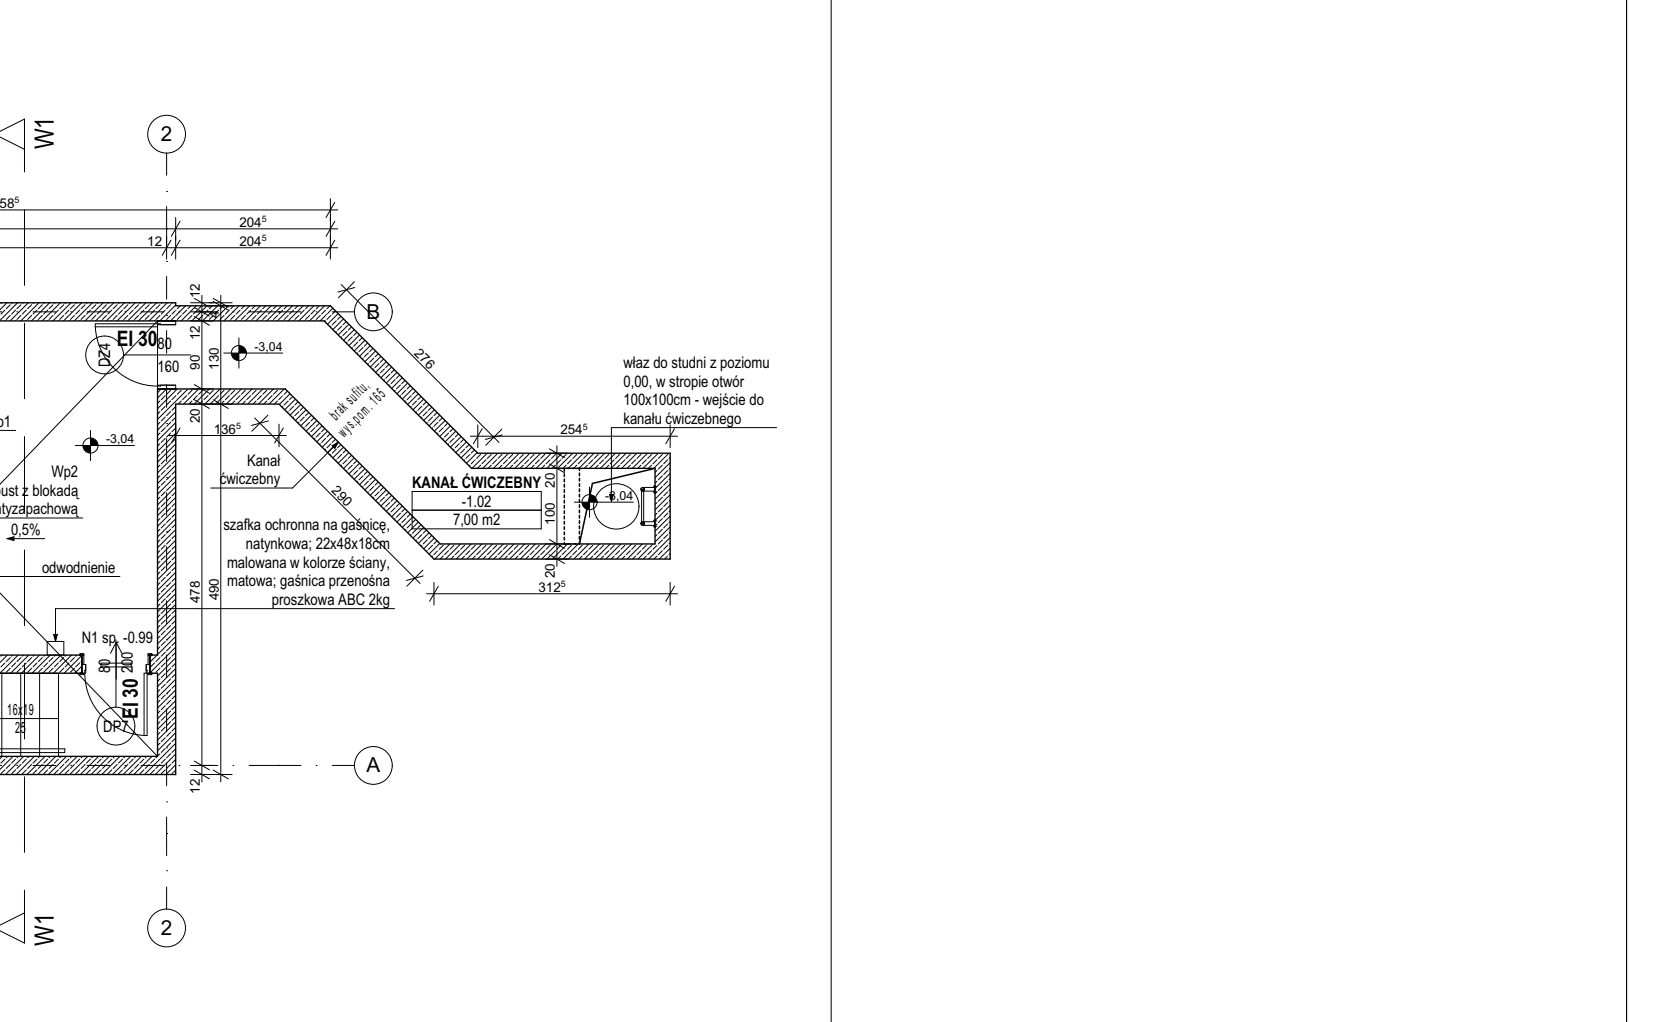 W1
2
58⁵
204⁵
12
204⁵
12
B
EI 30
80
DZ4
160
12
90
130
-3,04
276
brak sufitu,
wys.pom. 165
właz do studni z poziomu
0,00, w stropie otwór
100x100cm - wejście do
kanału ćwiczebnego
20
136⁵
254⁵
p1
-3,04
Kanał
ćwiczebny
Wp2
ust z blokadą
tyzapachową
0,5%
290
KANAŁ ĆWICZEBNY
-1.02
7,00 m2
20
100
20
-3,04
szafka ochronna na gaśnicę,
natynkowa; 22x48x18cm
malowana w kolorze ściany,
matowa; gaśnica przenośna
proszkowa ABC 2kg
odwodnienie
478
490
312⁵
N1 sp. -0.99
80
200
EI 30
DP7
16x19
25
A
12
W1
2